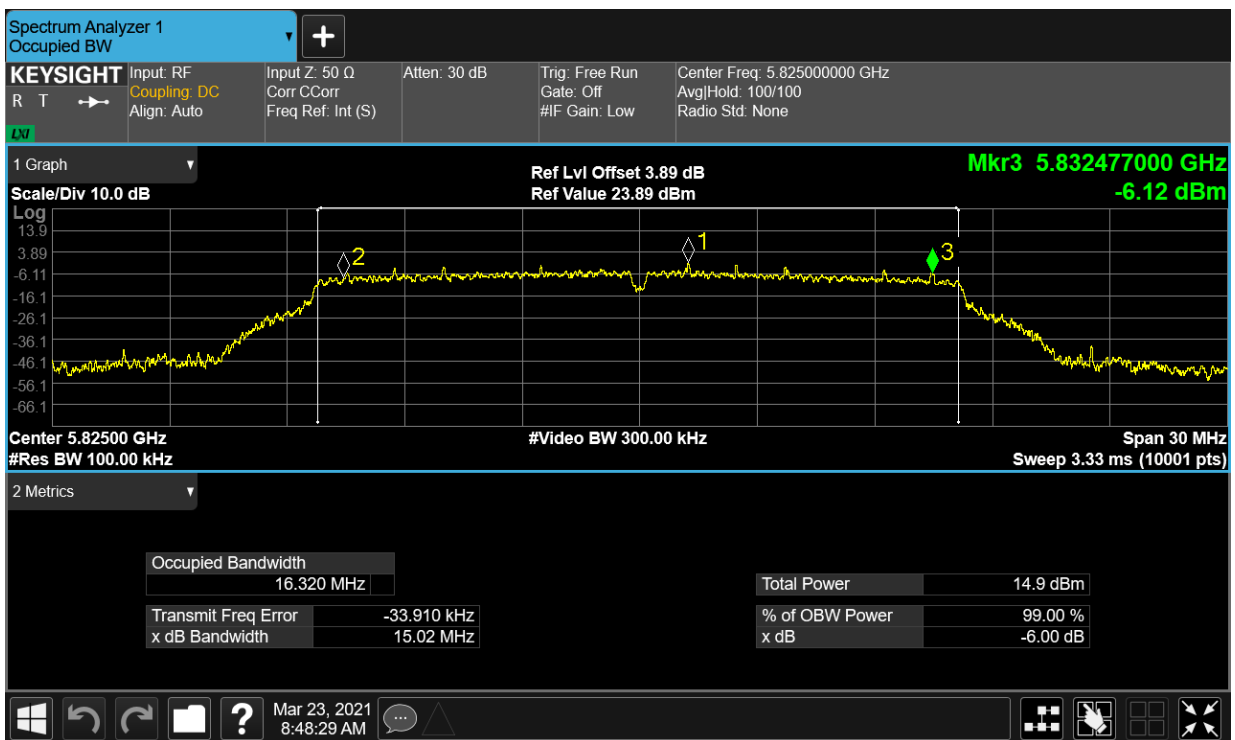 Spectrum Analyzer 1
Occupied BW
▼
+
KEYSIGHT
R T
LXI
Input: RF
Coupling: DC
Align: Auto
Input Z: 50 Ω
Corr CCorr
Freq Ref: Int (S)
Atten: 30 dB
Trig: Free Run
Gate: Off
#IF Gain: Low
Center Freq: 5.825000000 GHz
Avg|Hold: 100/100
Radio Std: None
1 Graph ▼
Scale/Div 10.0 dB
Ref Lvl Offset 3.89 dB
Ref Value 23.89 dBm
Mkr3 5.832477000 GHz
-6.12 dBm
Log
13.9
3.89
-6.11
-16.1
-26.1
-36.1
-46.1
-56.1
-66.1
2
1
3
Center 5.82500 GHz
#Video BW 300.00 kHz
Span 30 MHz
#Res BW 100.00 kHz
Sweep 3.33 ms (10001 pts)
2 Metrics ▼
Occupied Bandwidth
16.320 MHz
Total Power 14.9 dBm
Transmit Freq Error -33.910 kHz
% of OBW Power 99.00 %
x dB Bandwidth 15.02 MHz
x dB -6.00 dB
?
Mar 23, 2021
8:48:29 AM